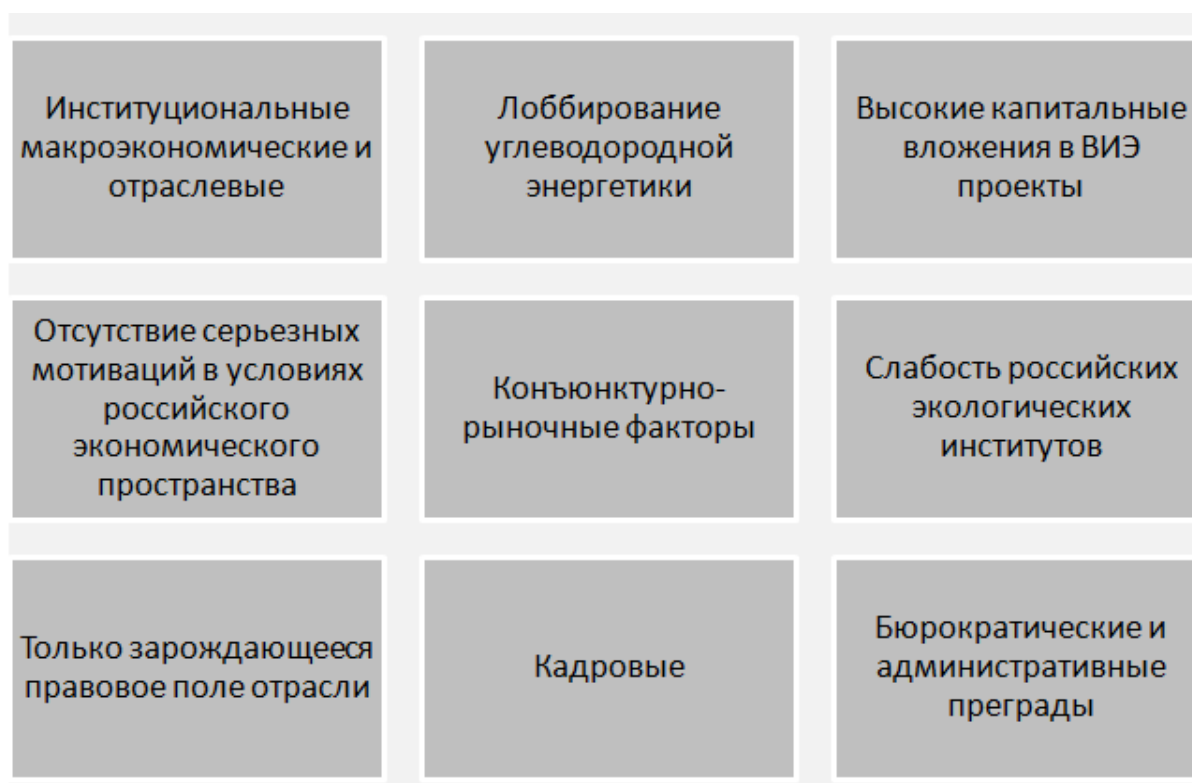 Институциональные
макроэкономические и
отраслевые
Лоббирование
углеводородной
энергетики
Высокие капитальные
вложения в ВИЭ
проекты
Отсутствие серьезных
мотиваций в условиях
российского
экономического
пространства
Конъюнктурно-
рыночные факторы
Слабость российских
экологических
институтов
Только зарождающееся
правовое поле отрасли
Кадровые
Бюрократические и
административные
преграды